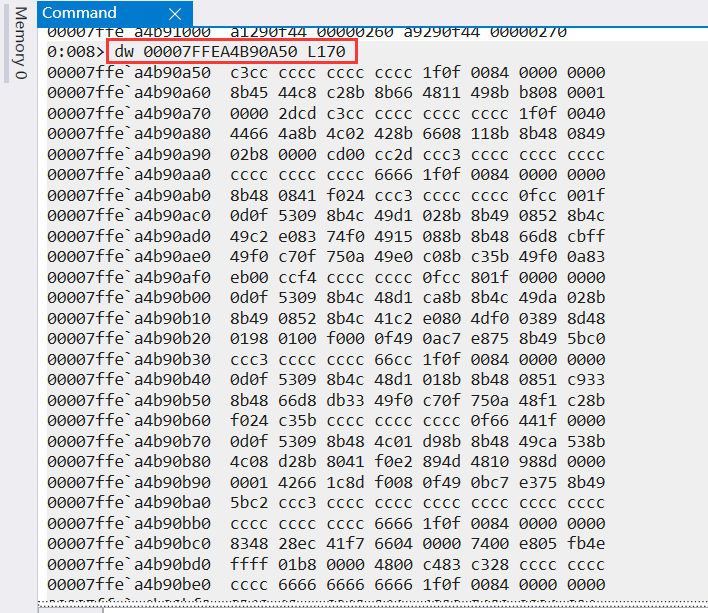 Command
Memory 0
00007ffe`a4b91000 a1290f44 00000260 a9290f44 00000270
0:008> dw 00007FFEA4B90A50 L170
00007ffe`a4b90a50 c3cc cccc cccc cccc 1f0f 0084 0000 0000
00007ffe`a4b90a60 8b45 44c8 c28b 8b66 4811 498b b808 0001
00007ffe`a4b90a70 0000 2dcd c3cc cccc cccc cccc 1f0f 0040
00007ffe`a4b90a80 4466 4a8b 4c02 428b 6608 118b 8b48 0849
00007ffe`a4b90a90 02b8 0000 cd00 cc2d ccc3 cccc cccc cccc
00007ffe`a4b90aa0 cccc cccc cccc 6666 1f0f 0084 0000 0000
00007ffe`a4b90ab0 8b48 0841 f024 ccc3 cccc cccc 0fcc 001f
00007ffe`a4b90ac0 0d0f 5309 8b4c 49d1 028b 8b49 0852 8b4c
00007ffe`a4b90ad0 49c2 e083 74f0 4915 088b 8b48 66d8 cbff
00007ffe`a4b90ae0 49f0 c70f 750a 49e0 c08b c35b 49f0 0a83
00007ffe`a4b90af0 eb00 ccf4 cccc cccc 0fcc 801f 0000 0000
00007ffe`a4b90b00 0d0f 5309 8b4c 48d1 ca8b 8b4c 49da 028b
00007ffe`a4b90b10 8b49 0852 8b4c 41c2 e080 4df0 0389 8d48
00007ffe`a4b90b20 0198 0100 f000 0f49 0ac7 e875 8b49 5bc0
00007ffe`a4b90b30 ccc3 cccc cccc 66cc 1f0f 0084 0000 0000
00007ffe`a4b90b40 0d0f 5309 8b4c 48d1 018b 8b48 0851 c933
00007ffe`a4b90b50 8b48 66d8 db33 49f0 c70f 750a 48f1 c28b
00007ffe`a4b90b60 f024 c35b cccc cccc cccc 0f66 441f 0000
00007ffe`a4b90b70 0d0f 5309 8b48 4c01 d98b 8b48 49ca 538b
00007ffe`a4b90b80 4c08 d28b 8041 f0e2 894d 4810 988d 0000
00007ffe`a4b90b90 0001 4266 1c8d f008 0f49 0bc7 e375 8b49
00007ffe`a4b90ba0 5bc2 ccc3 cccc cccc cccc cccc cccc cccc
00007ffe`a4b90bb0 cccc cccc cccc 6666 1f0f 0084 0000 0000
00007ffe`a4b90bc0 8348 28ec 41f7 6604 0000 7400 e805 fb4e
00007ffe`a4b90bd0 ffff 01b8 0000 4800 c483 c328 cccc cccc
00007ffe`a4b90be0 cccc 6666 6666 6666 1f0f 0084 0000 0000